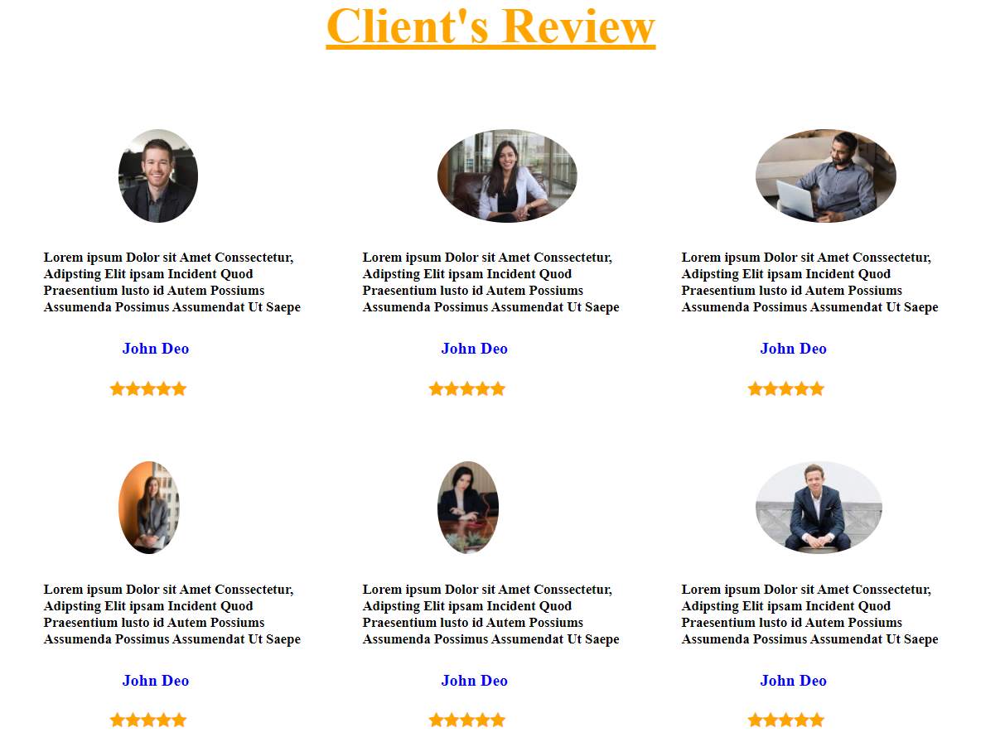 Client's Review
Lorem ipsum Dolor sit Amet Conssectetur,
Adipsting Elit ipsam Incident Quod
Praesentium lusto id Autem Possiums
Assumenda Possimus Assumendat Ut Saepe
John Deo
Lorem ipsum Dolor sit Amet Conssectetur,
Adipsting Elit ipsam Incident Quod
Praesentium lusto id Autem Possiums
Assumenda Possimus Assumendat Ut Saepe
John Deo
Lorem ipsum Dolor sit Amet Conssectetur,
Adipsting Elit ipsam Incident Quod
Praesentium lusto id Autem Possiums
Assumenda Possimus Assumendat Ut Saepe
John Deo
Lorem ipsum Dolor sit Amet Conssectetur,
Adipsting Elit ipsam Incident Quod
Praesentium lusto id Autem Possiums
Assumenda Possimus Assumendat Ut Saepe
John Deo
Lorem ipsum Dolor sit Amet Conssectetur,
Adipsting Elit ipsam Incident Quod
Praesentium lusto id Autem Possiums
Assumenda Possimus Assumendat Ut Saepe
John Deo
Lorem ipsum Dolor sit Amet Conssectetur,
Adipsting Elit ipsam Incident Quod
Praesentium lusto id Autem Possiums
Assumenda Possimus Assumendat Ut Saepe
John Deo